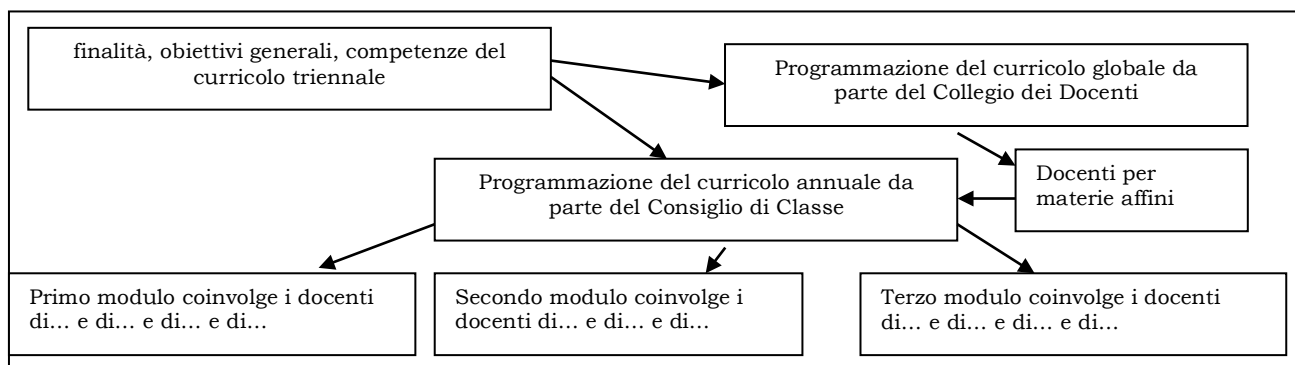 finalità, obiettivi generali, competenze del
curricolo triennale
Programmazione del curricolo globale da
parte del Collegio dei Docenti
Docenti per
materie affini
Programmazione del curricolo annuale da
parte del Consiglio di Classe
Primo modulo coinvolge i docenti
di… e di… e di… e di…
Secondo modulo coinvolge i
docenti di… e di… e di…
Terzo modulo coinvolge i docenti
di… e di… e di… e di…